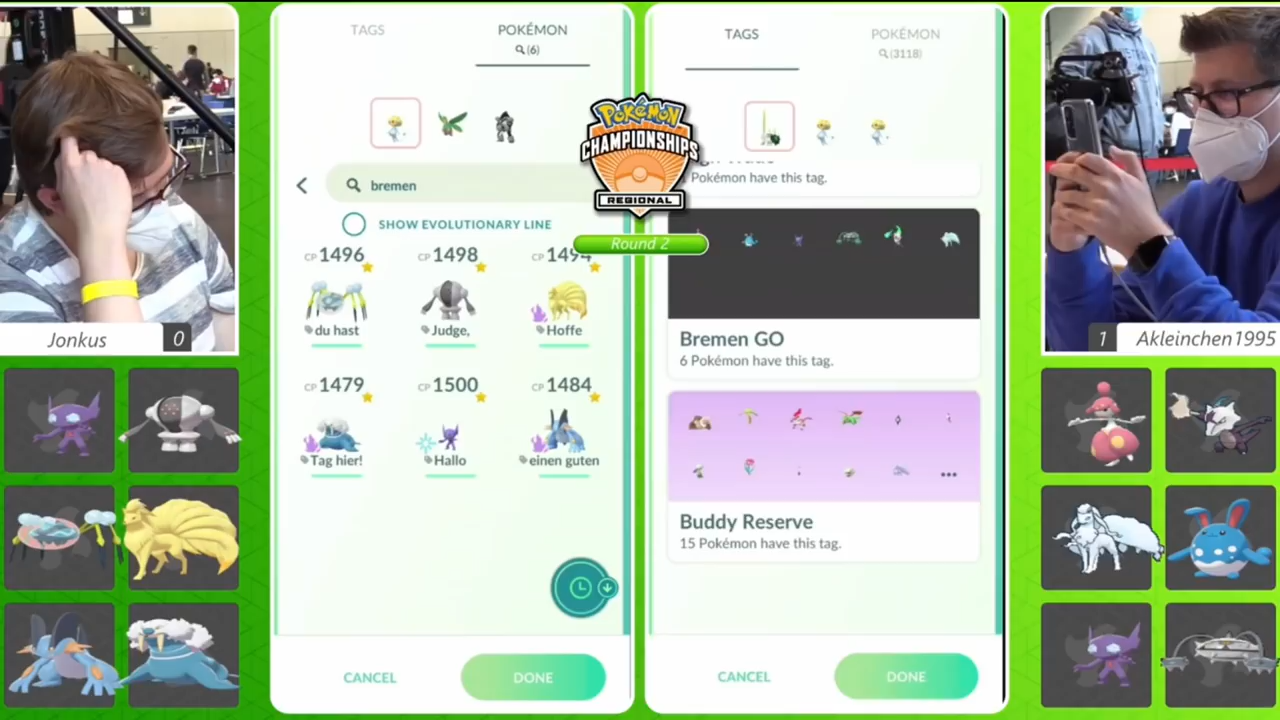 TAGS
POKÉMON
(6)
bremen
SHOW EVOLUTIONARY LINE
CP 1496
CP 1498
CP 1494
du hast
Judge,
Hoffe
CP 1479
CP 1500
CP 1484
Tag hier!
Hallo
einen guten
CANCEL
DONE
Pokémon
CHAMPIONSHIPS
REGIONAL
Round 2
TAGS
POKÉMON
(3118)
Pokémon have this tag.
Bremen GO
6 Pokémon have this tag.
Buddy Reserve
15 Pokémon have this tag.
CANCEL
DONE
Jonkus
0
1
Akleinchen1995